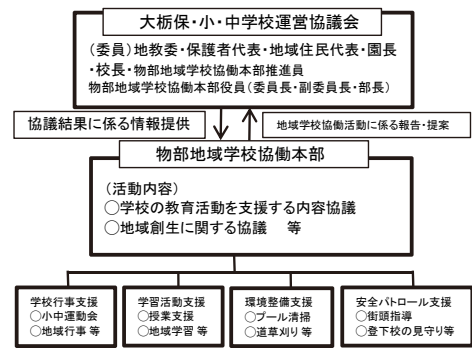 大栃保・小・中学校運営協議会
（委員）地教委・保護者代表・地域住民代表・園長
・校長・物部地域学校協働本部推進員
物部地域学校協働本部役員（委員長・副委員長・部長）
協議結果に係る情報提供
地域学校協働活動に係る報告・提案
物部地域学校協働本部
（活動内容）
○学校の教育活動を支援する内容協議
○地域創生に関する協議　等
学校行事支援
○小中運動会
○地域行事 等
学習活動支援
○授業支援
○地域学習 等
環境整備支援
○プール清掃
○道草刈り 等
安全パトロール支援
○街頭指導
○登下校の見守り等